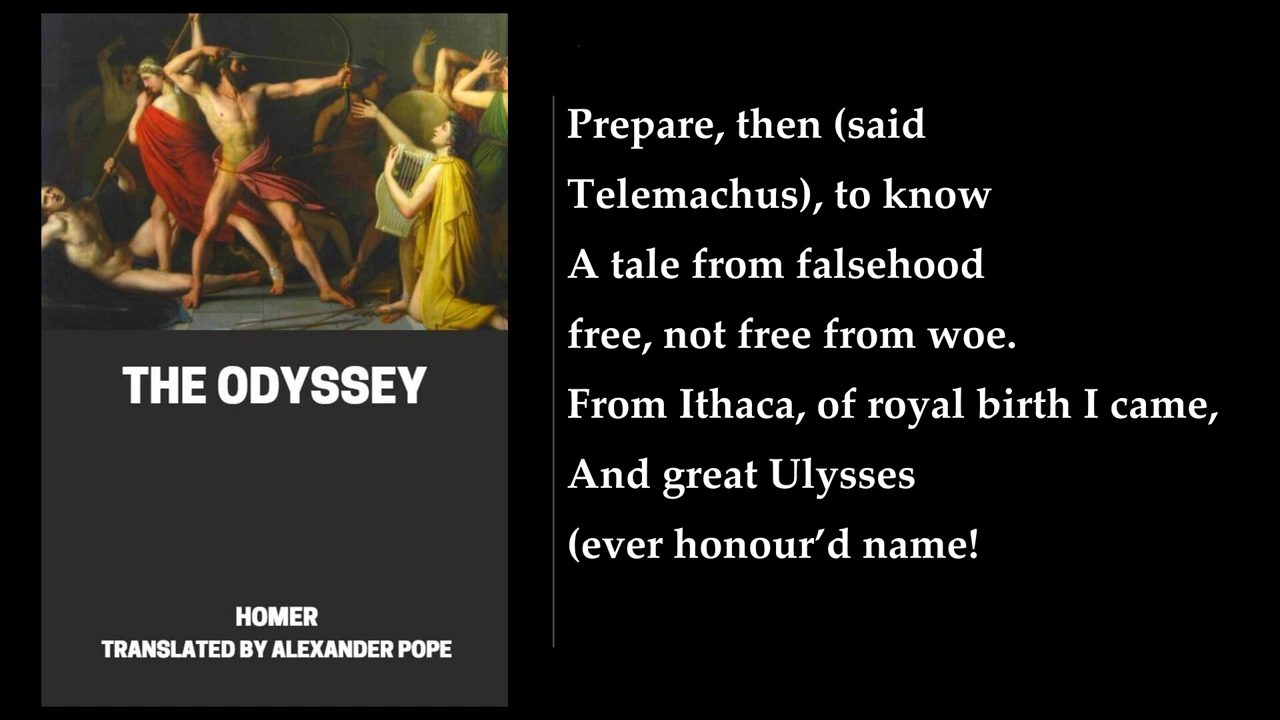 THE ODYSSEY
HOMER
TRANSLATED BY ALEXANDER POPE
Prepare, then (said
Telemachus), to know
A tale from falsehood
free, not free from woe.
From Ithaca, of royal birth I came,
And great Ulysses
(ever honour’d name!